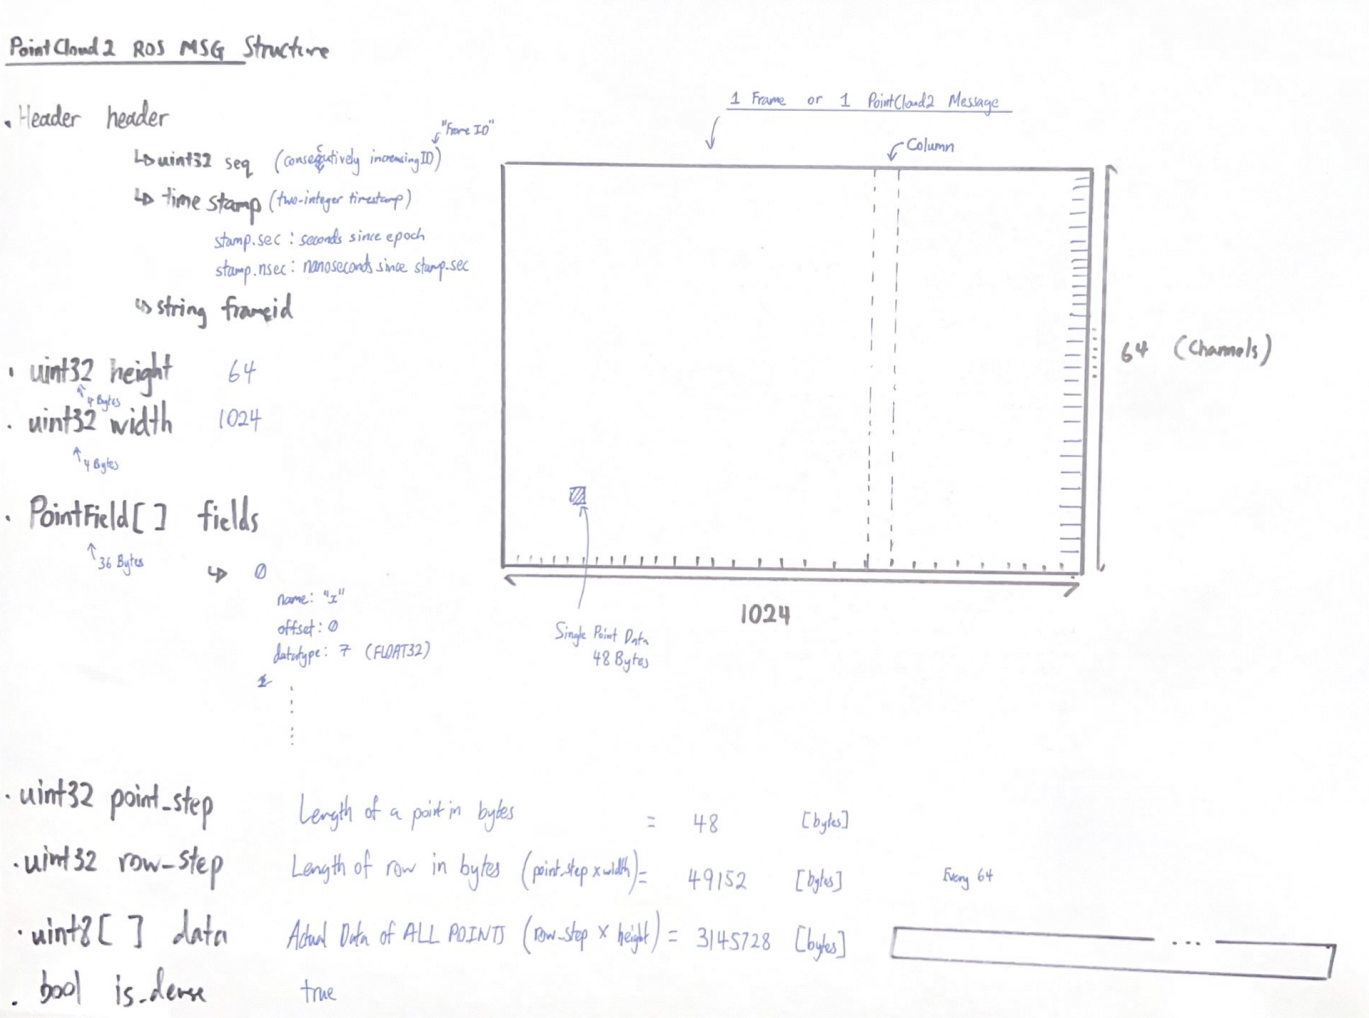 PointCloud2 ROS MSG Structure
. Header header
"Frame ID"
↳ uint32 seq (consecutively increasing ID)
↳ time stamp (two-integer timestamp)
stamp.sec : seconds since epoch
stamp.nsec : nanoseconds since stamp.sec
↳ string frameid
. uint32 height 64
4 Bytes
. uint32 width 1024
4 Bytes
. PointField[ ] fields
36 Bytes
↳ 0
name: "x"
offset: 0
datatype: 7 (FLOAT32)
1
1 Frame or 1 PointCloud2 Message
Column
64 (Channels)
1024
Single Point Data
48 Bytes
. uint32 point_step Length of a point in bytes = 48 [bytes]
. uint32 row_step Length of row in bytes (point_step x width) = 49152 [bytes] Every 64
. uint8[ ] data Actual Data of ALL POINTS (row_step x height) = 3145728 [bytes] ...
. bool is_dense true